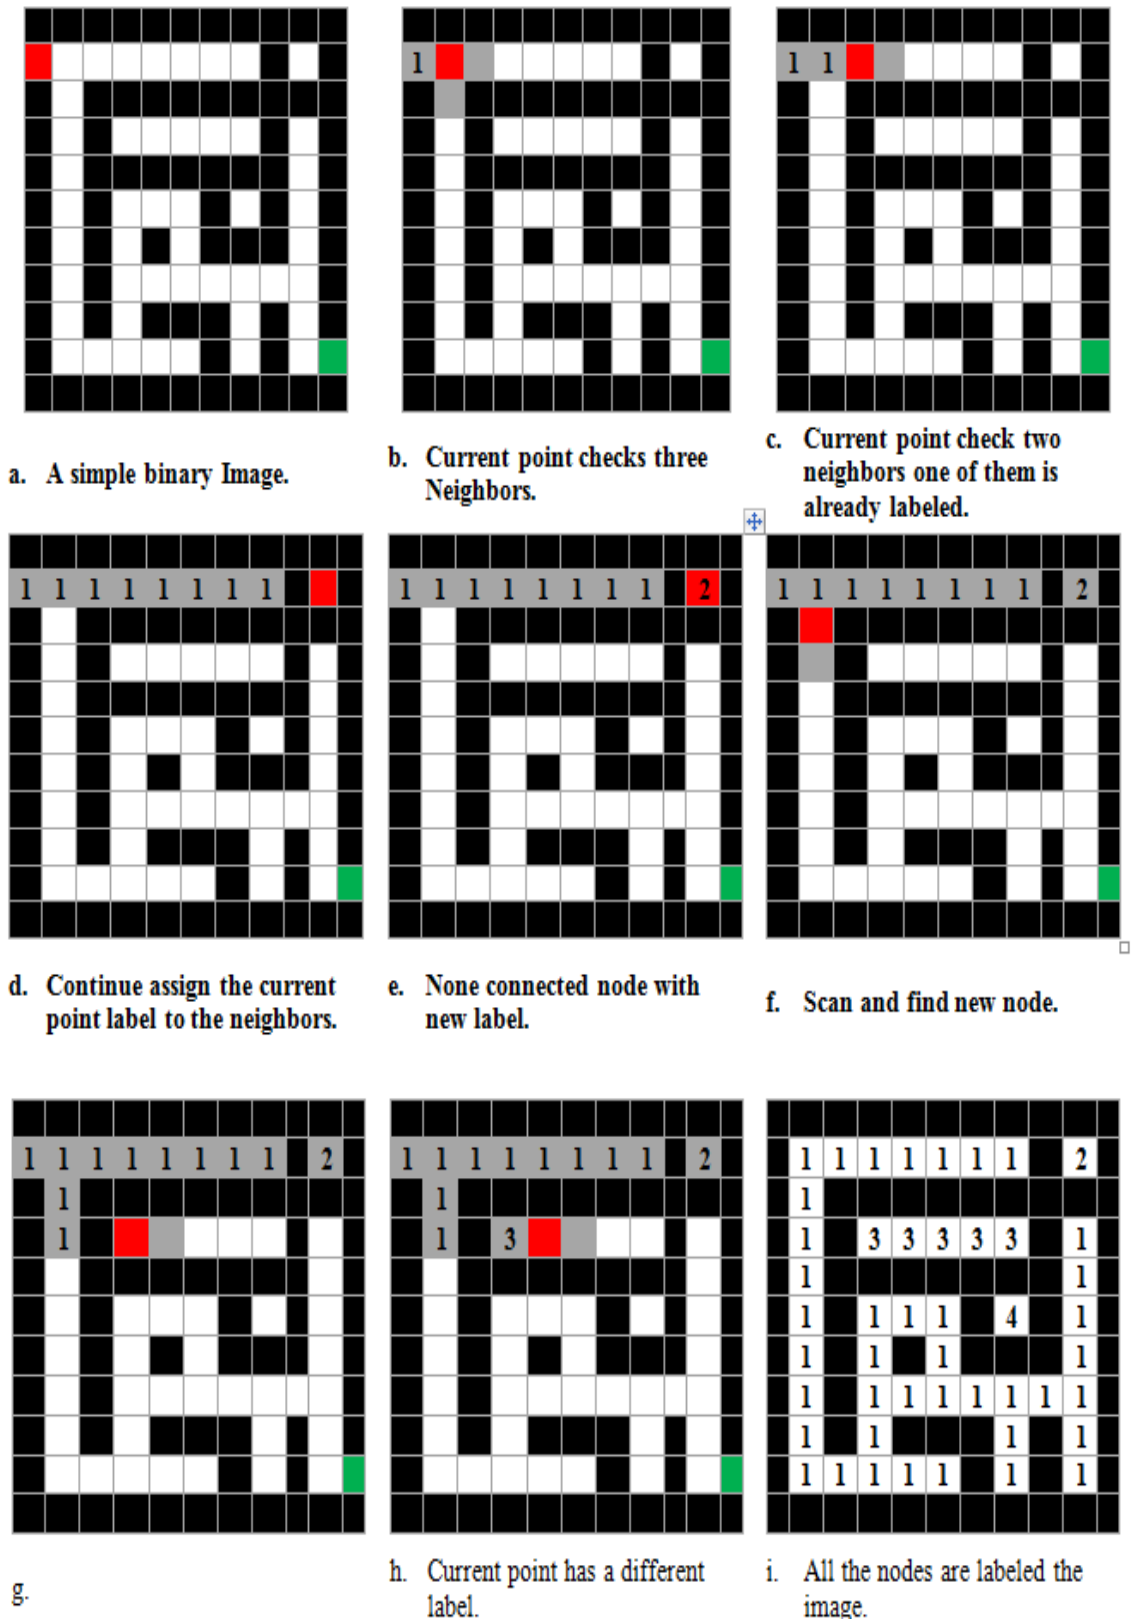 1
1 1
a. A simple binary Image.
b. Current point checks three
Neighbors.
c. Current point check two
neighbors one of them is
already labeled.
1 1 1 1 1 1 1 1
1 1 1 1 1 1 1 1 2
1 1 1 1 1 1 1 1 2
d. Continue assign the current
point label to the neighbors.
e. None connected node with
new label.
f. Scan and find new node.
1 1 1 1 1 1 1 1 2
1
1
1 1 1 1 1 1 1 1 2
1
1 3
1 1 1 1 1 1 1 2
1
1 3 3 3 3 3 1
1 1
1 1 1 1 4 1
1 1 1 1
1 1 1 1 1 1 1 1
1 1 1 1
1 1 1 1 1 1 1
g.
h. Current point has a different
label.
i. All the nodes are labeled the
image.